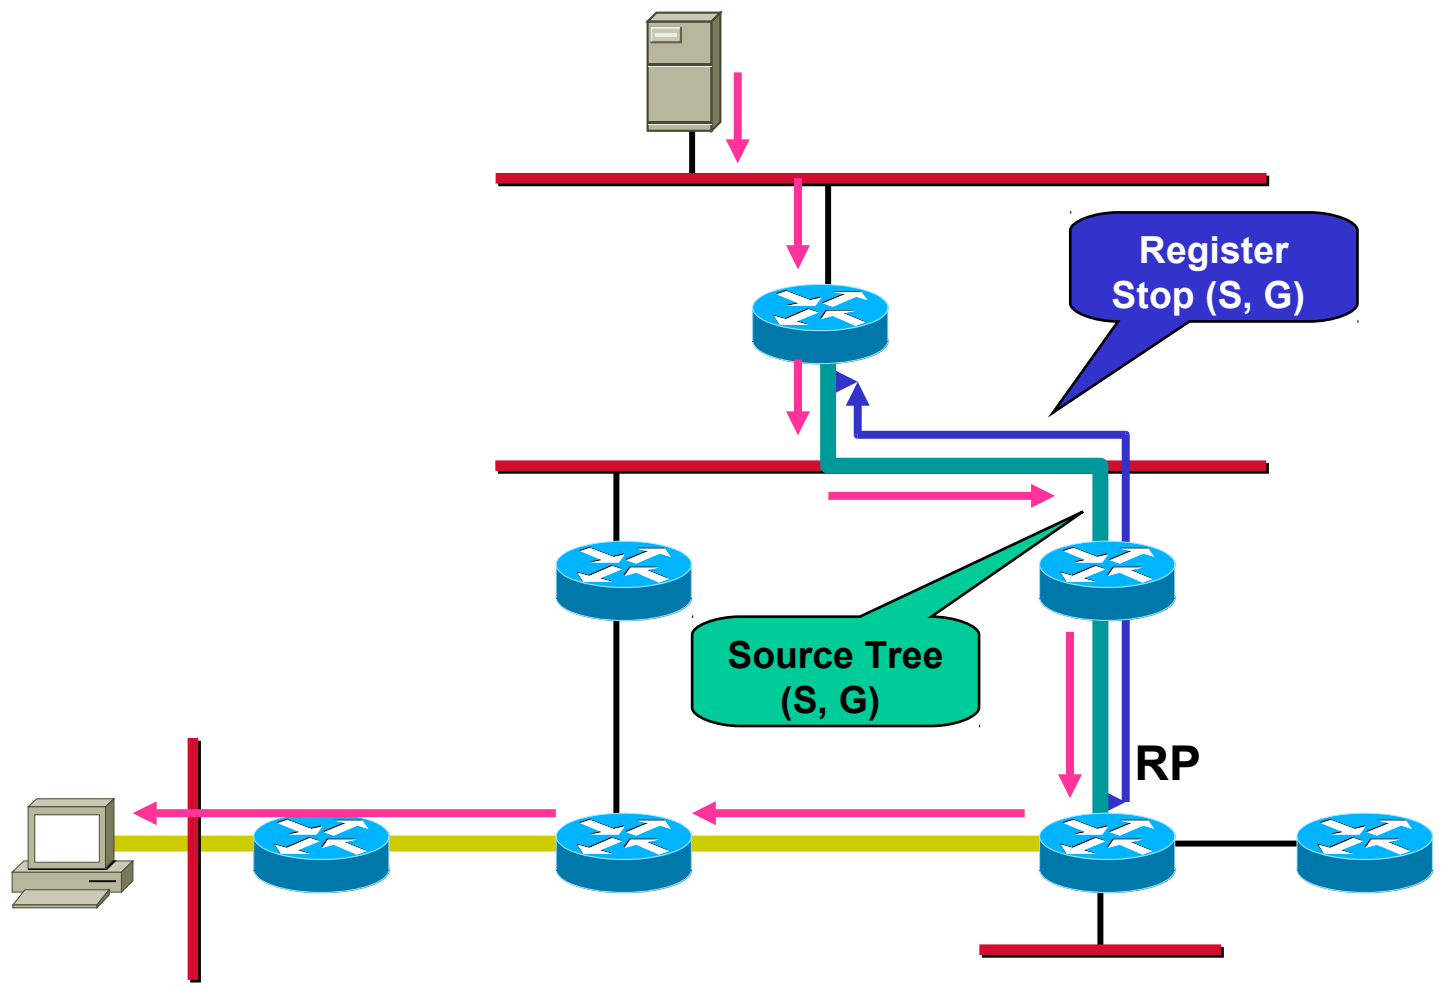 Register
Stop (S, G)
Source Tree
(S, G)
RP